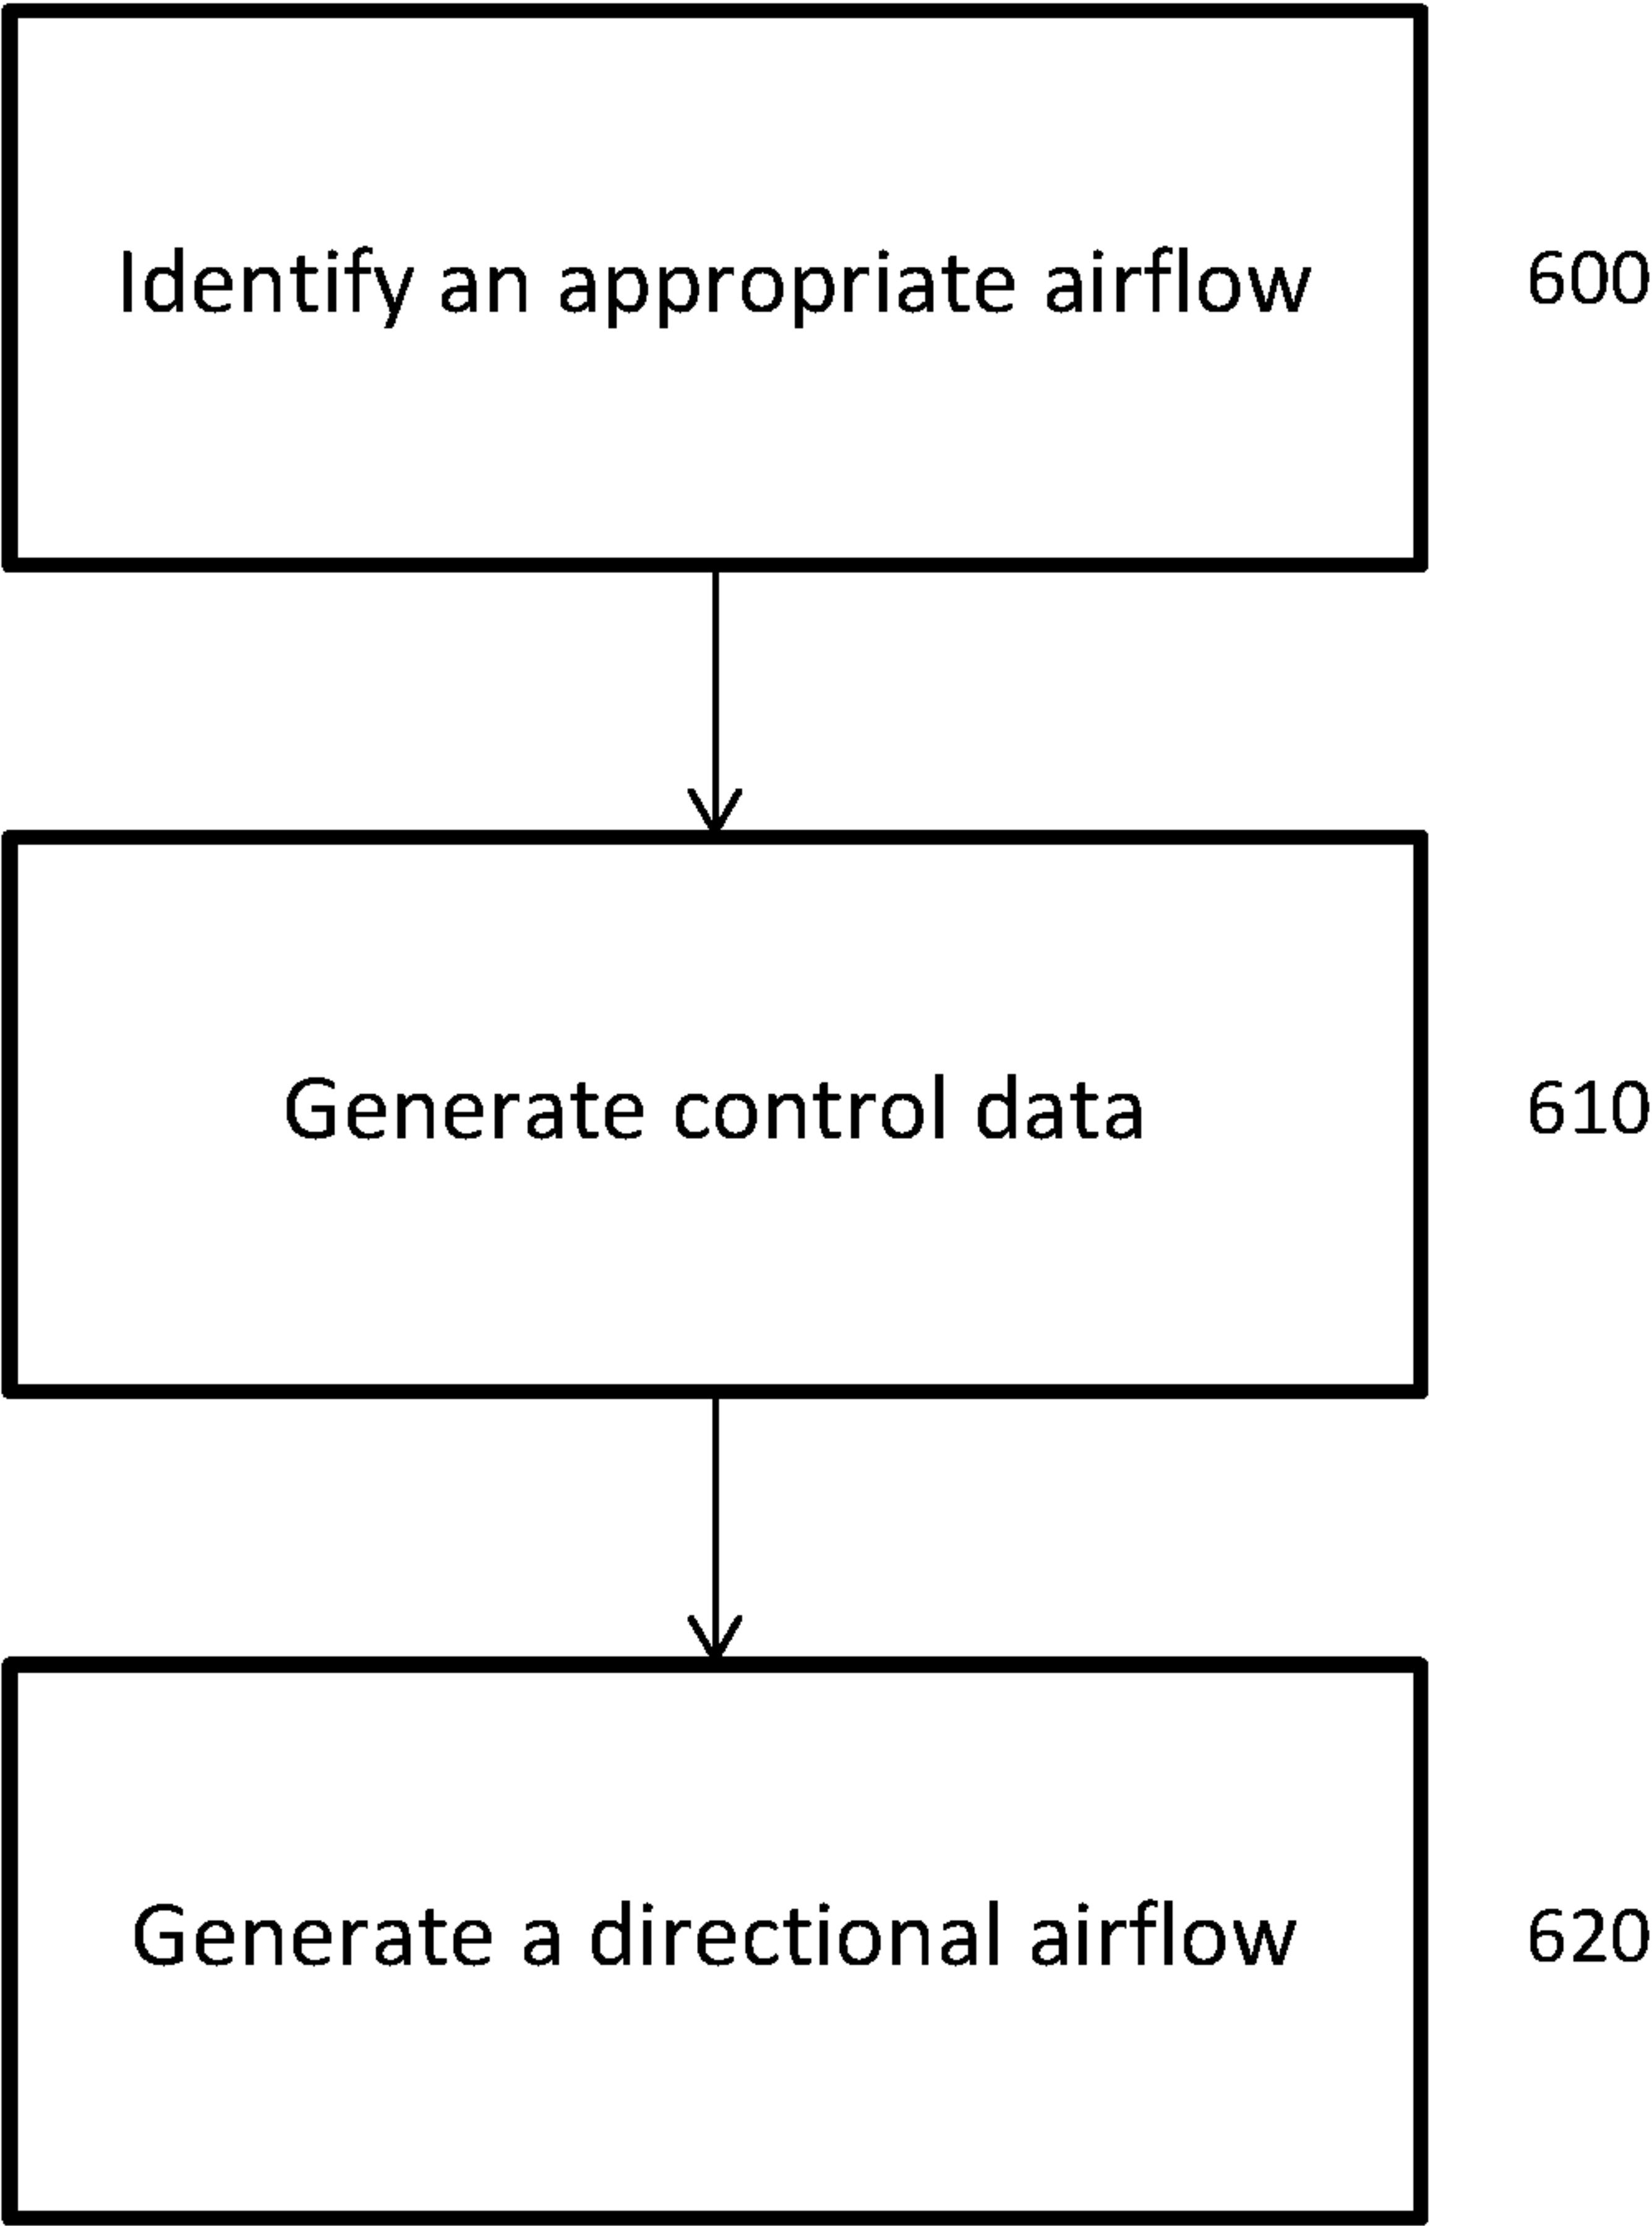 Identify an appropriate airflow 600
Generate control data 610
Generate a directional airflow 620